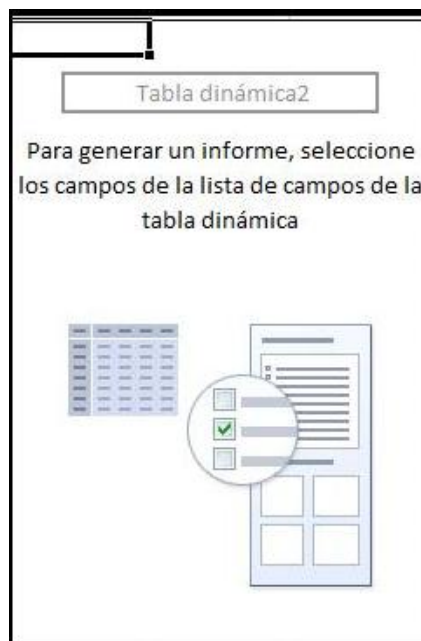 Tabla dinámica2
Para generar un informe, seleccione
los campos de la lista de campos de la
tabla dinámica